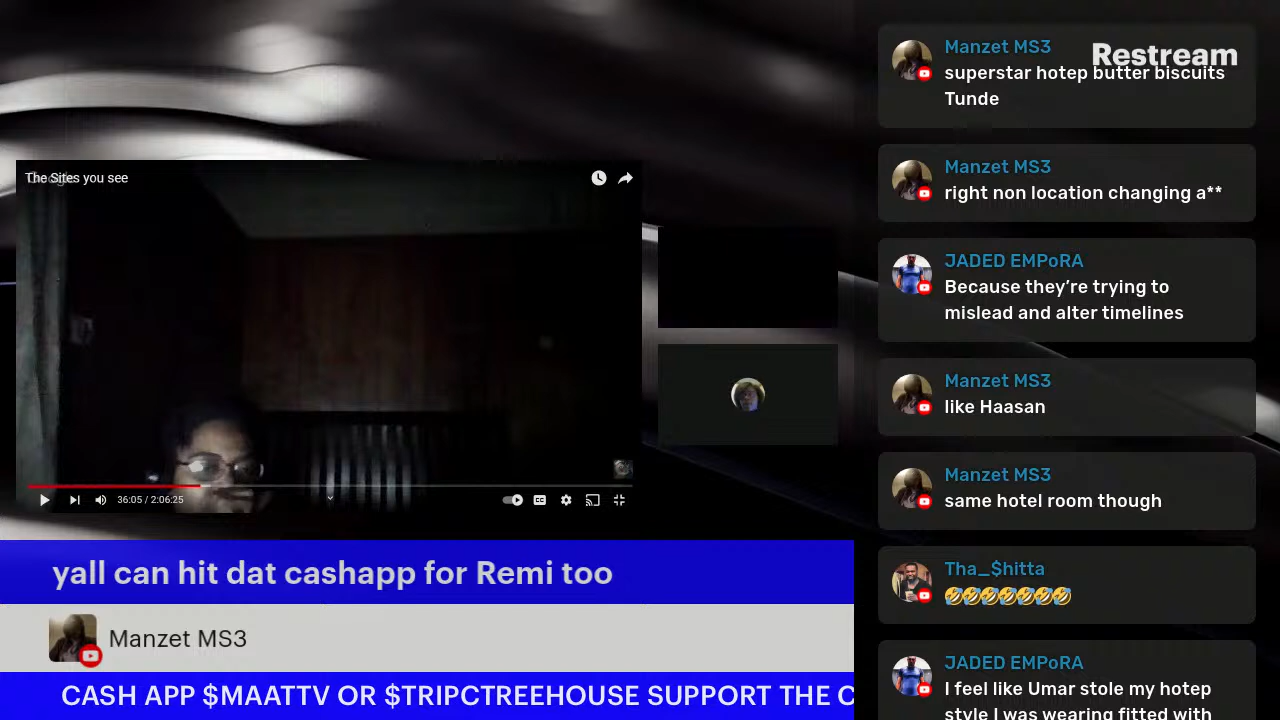 The Sites you see
36:05 / 2:06:25
yall can hit dat cashapp for Remi too
Manzet MS3
CASH APP $MAATTV OR $TRIPCTREEHOUSE SUPPORT THE C
Restream
Manzet MS3
superstar hotep butter biscuits
Tunde
Manzet MS3
right non location changing a**
JADED EMPoRA
Because they’re trying to
mislead and alter timelines
Manzet MS3
like Haasan
Manzet MS3
same hotel room though
Tha_$hitta
🤣🤣🤣🤣🤣🤣🤣
JADED EMPoRA
I feel like Umar stole my hotep
style I was wearing fitted with